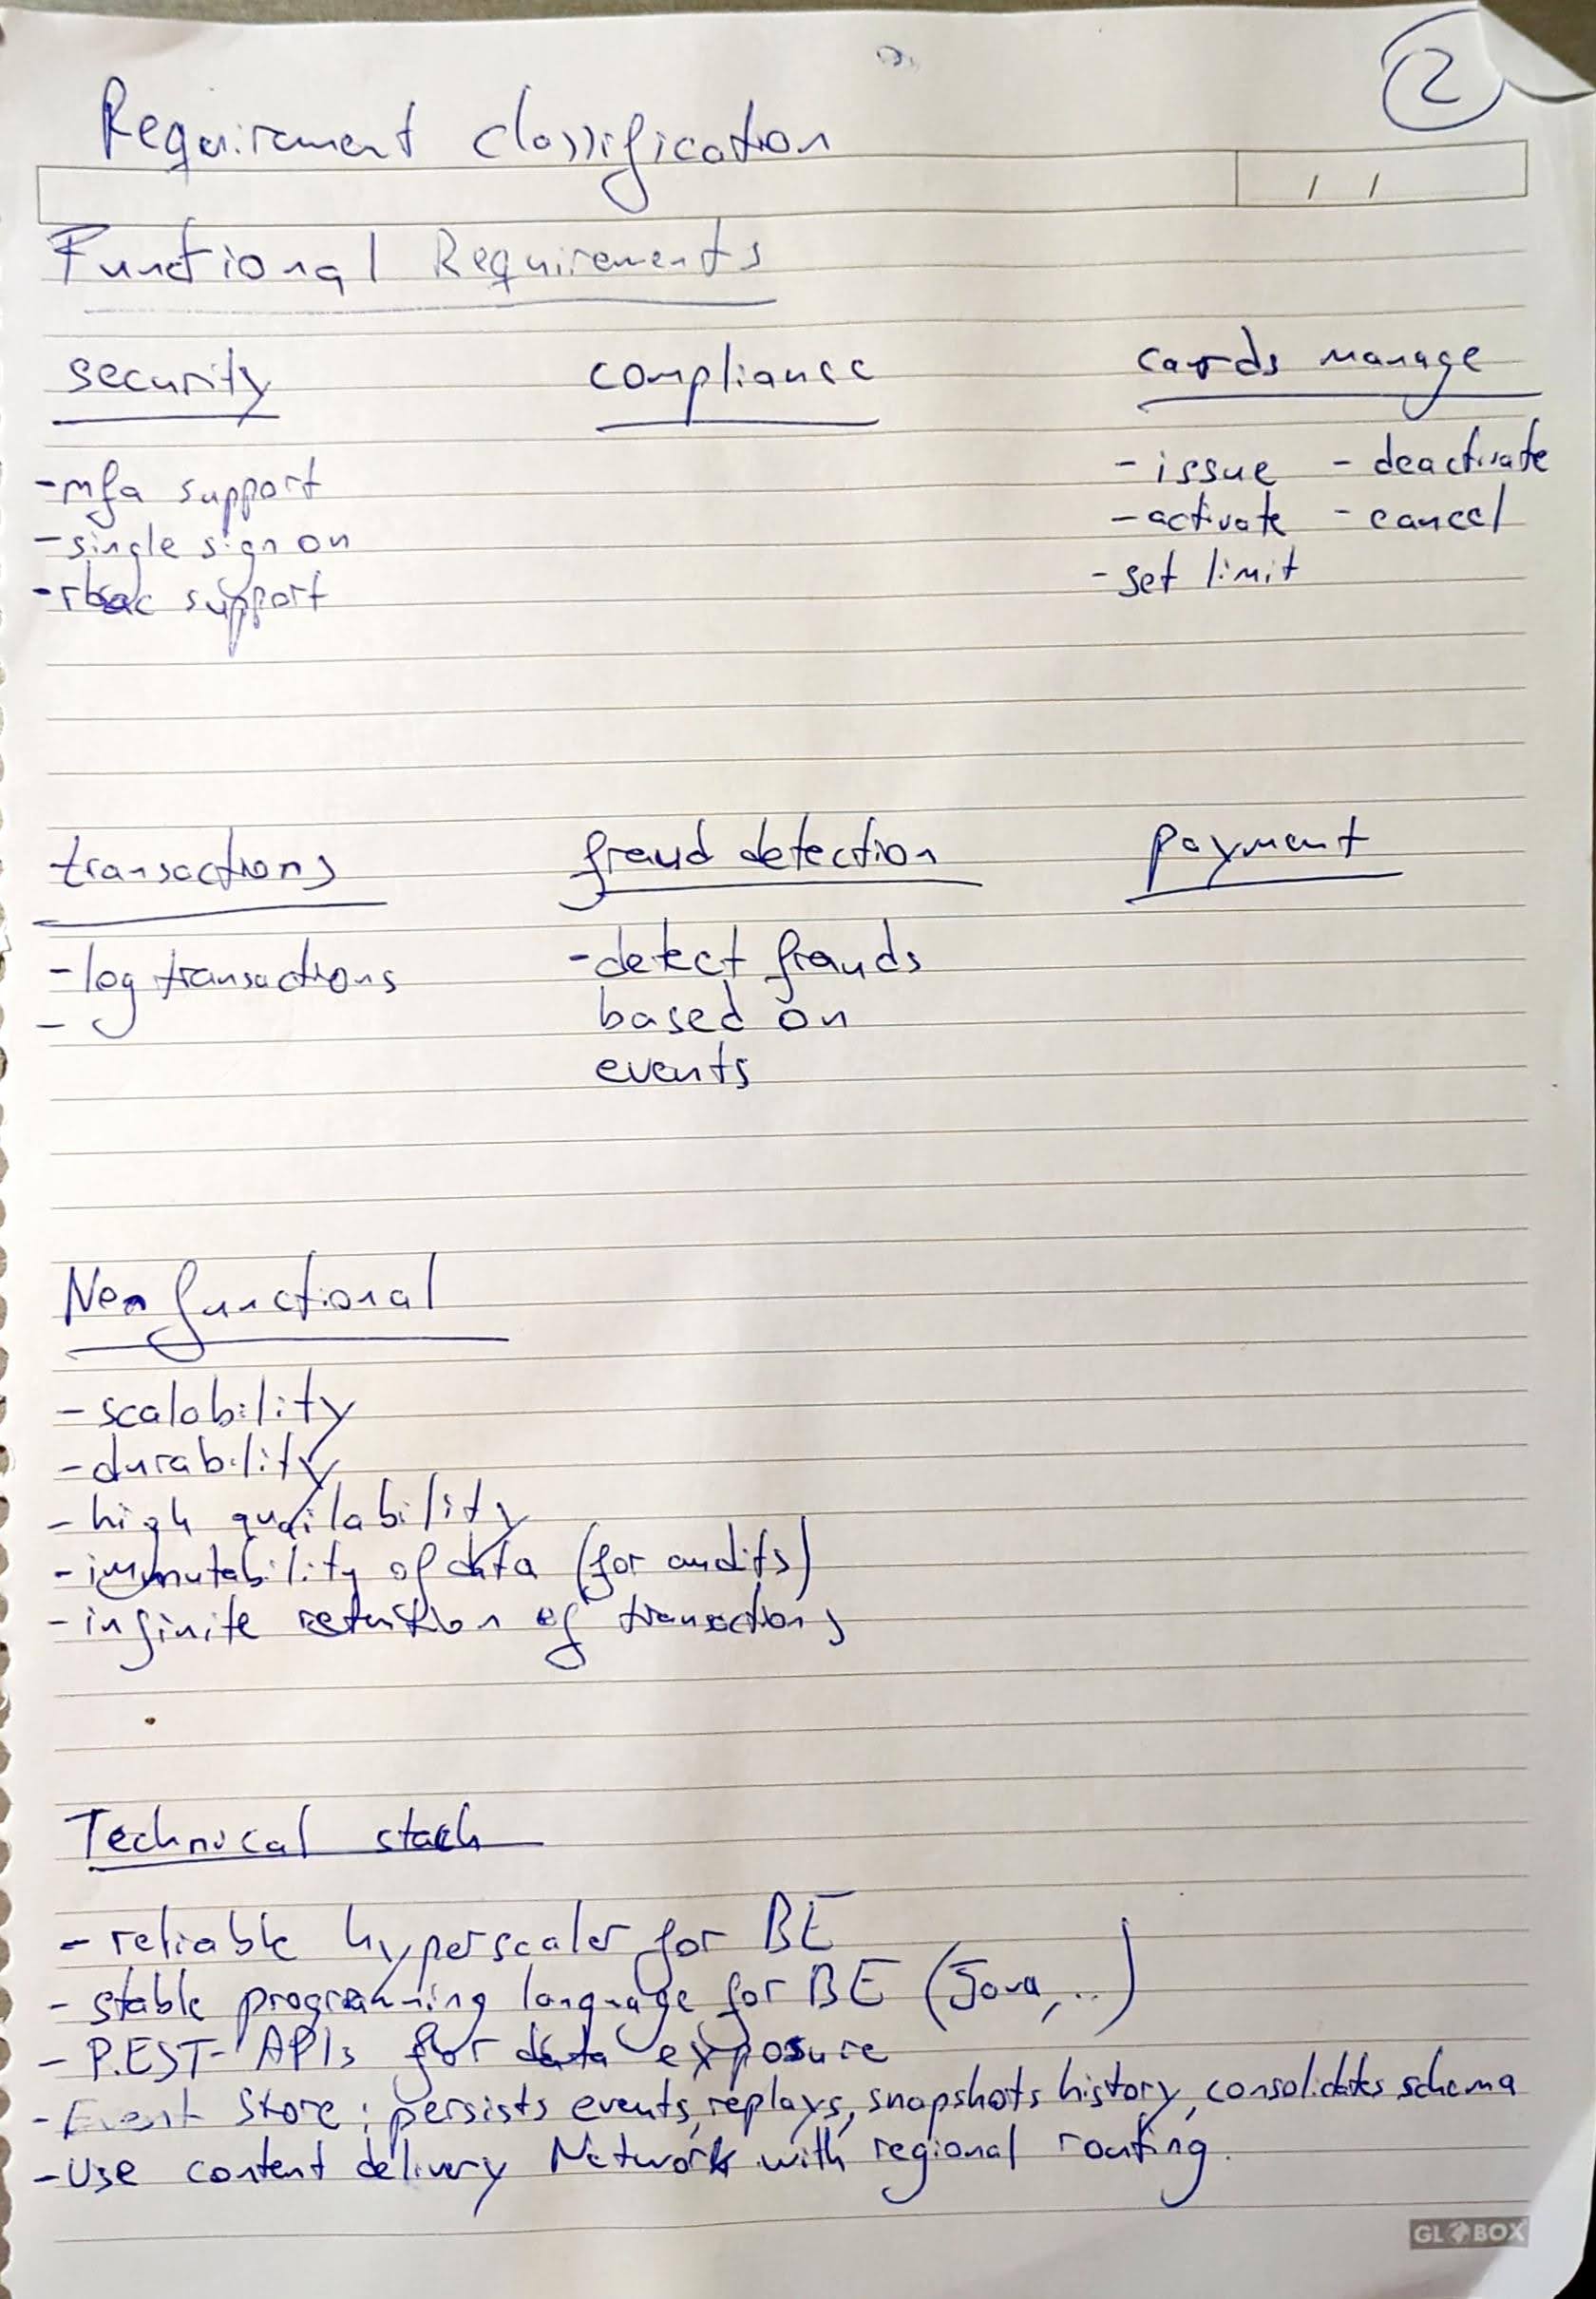 2
Requirement classification
/ /
Functional Requirements
security compliance cards manage
- mfa support
- single sign on
- rbac support
- issue - deactivate
- activate - cancel
- set limit
transactions fraud detection payment
- log transactions
-
- detect frauds
based on
events
Non functional
- scalability
- durability
- high availability
- immutability of data (for audits)
- infinite retention of transactions
Technical stack
- reliable hyperscaler for BE
- stable programming language for BE (Java, ..)
- REST APIs for data exposure
- Event Store: persists events, replays, snapshots history, consolidates schema
- Use content delivery Network with regional routing.
GLOBOX